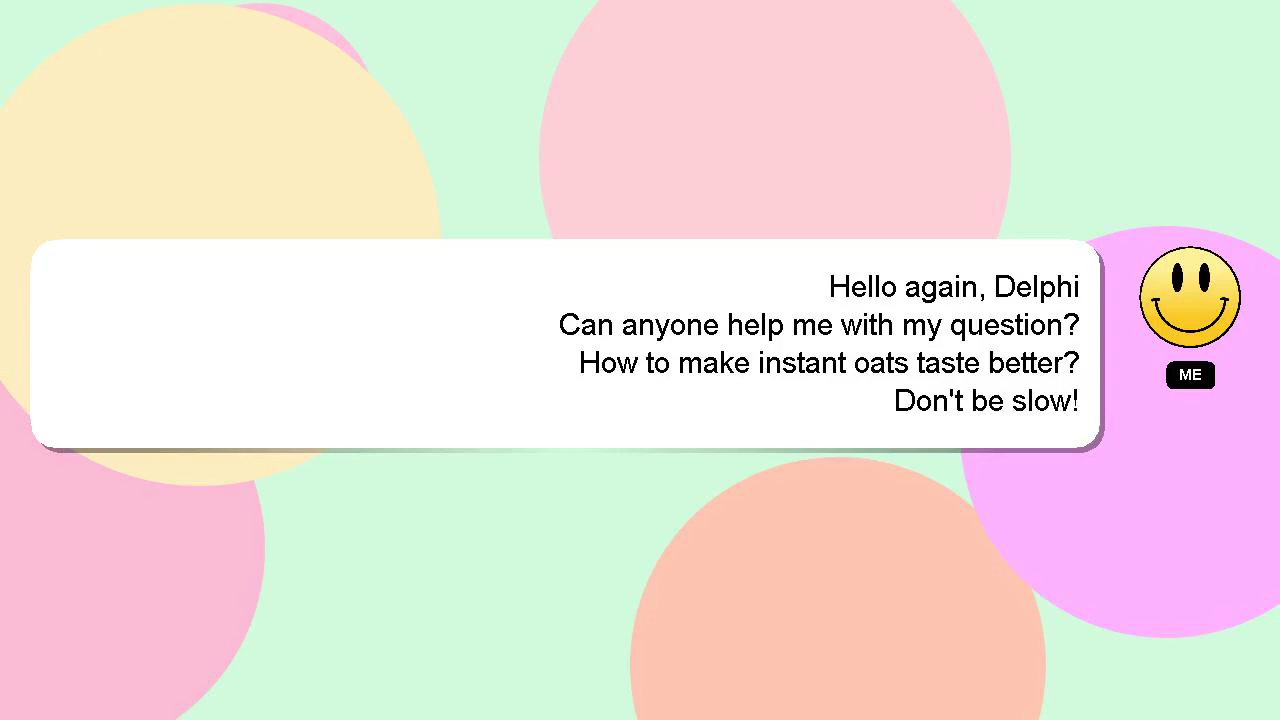 Hello again, Delphi
Can anyone help me with my question?
How to make instant oats taste better?
Don't be slow!
ME